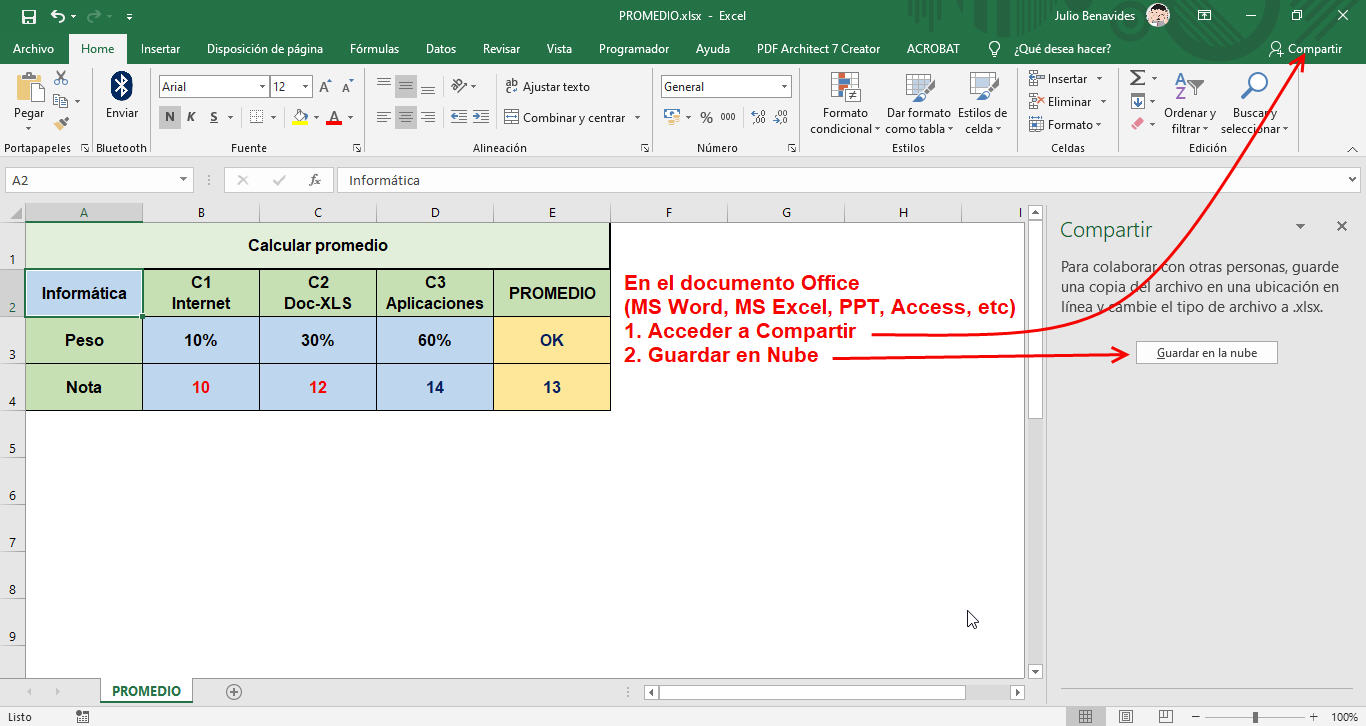 PROMEDIO.xlsx - Excel
Julio Benavides
Archivo Home Insertar Disposición de página Fórmulas Datos Revisar Vista Programador Ayuda PDF Architect 7 Creator ACROBAT ¿Qué desea hacer? Compartir
Pegar
Enviar
Arial 12
N K S
Ajustar texto
Combinar y centrar
General
% 000
Formato condicional
Dar formato como tabla
Estilos de celda
Insertar
Eliminar
Formato
Ordenar y filtrar
Buscar y seleccionar
Portapapeles Bluetooth Fuente Alineación Número Estilos Celdas Edición
A2 fx Informática
A B C D E F G H I
1 Calcular promedio
2 Informática C1 Internet C2 Doc-XLS C3 Aplicaciones PROMEDIO
3 Peso 10% 30% 60% OK
4 Nota 10 12 14 13
5
6
7
8
9
En el documento Office
(MS Word, MS Excel, PPT, Access, etc)
1. Acceder a Compartir
2. Guardar en Nube
Compartir
Para colaborar con otras personas, guarde
una copia del archivo en una ubicación en
línea y cambie el tipo de archivo a .xlsx.
Guardar en la nube
PROMEDIO
Listo 100%